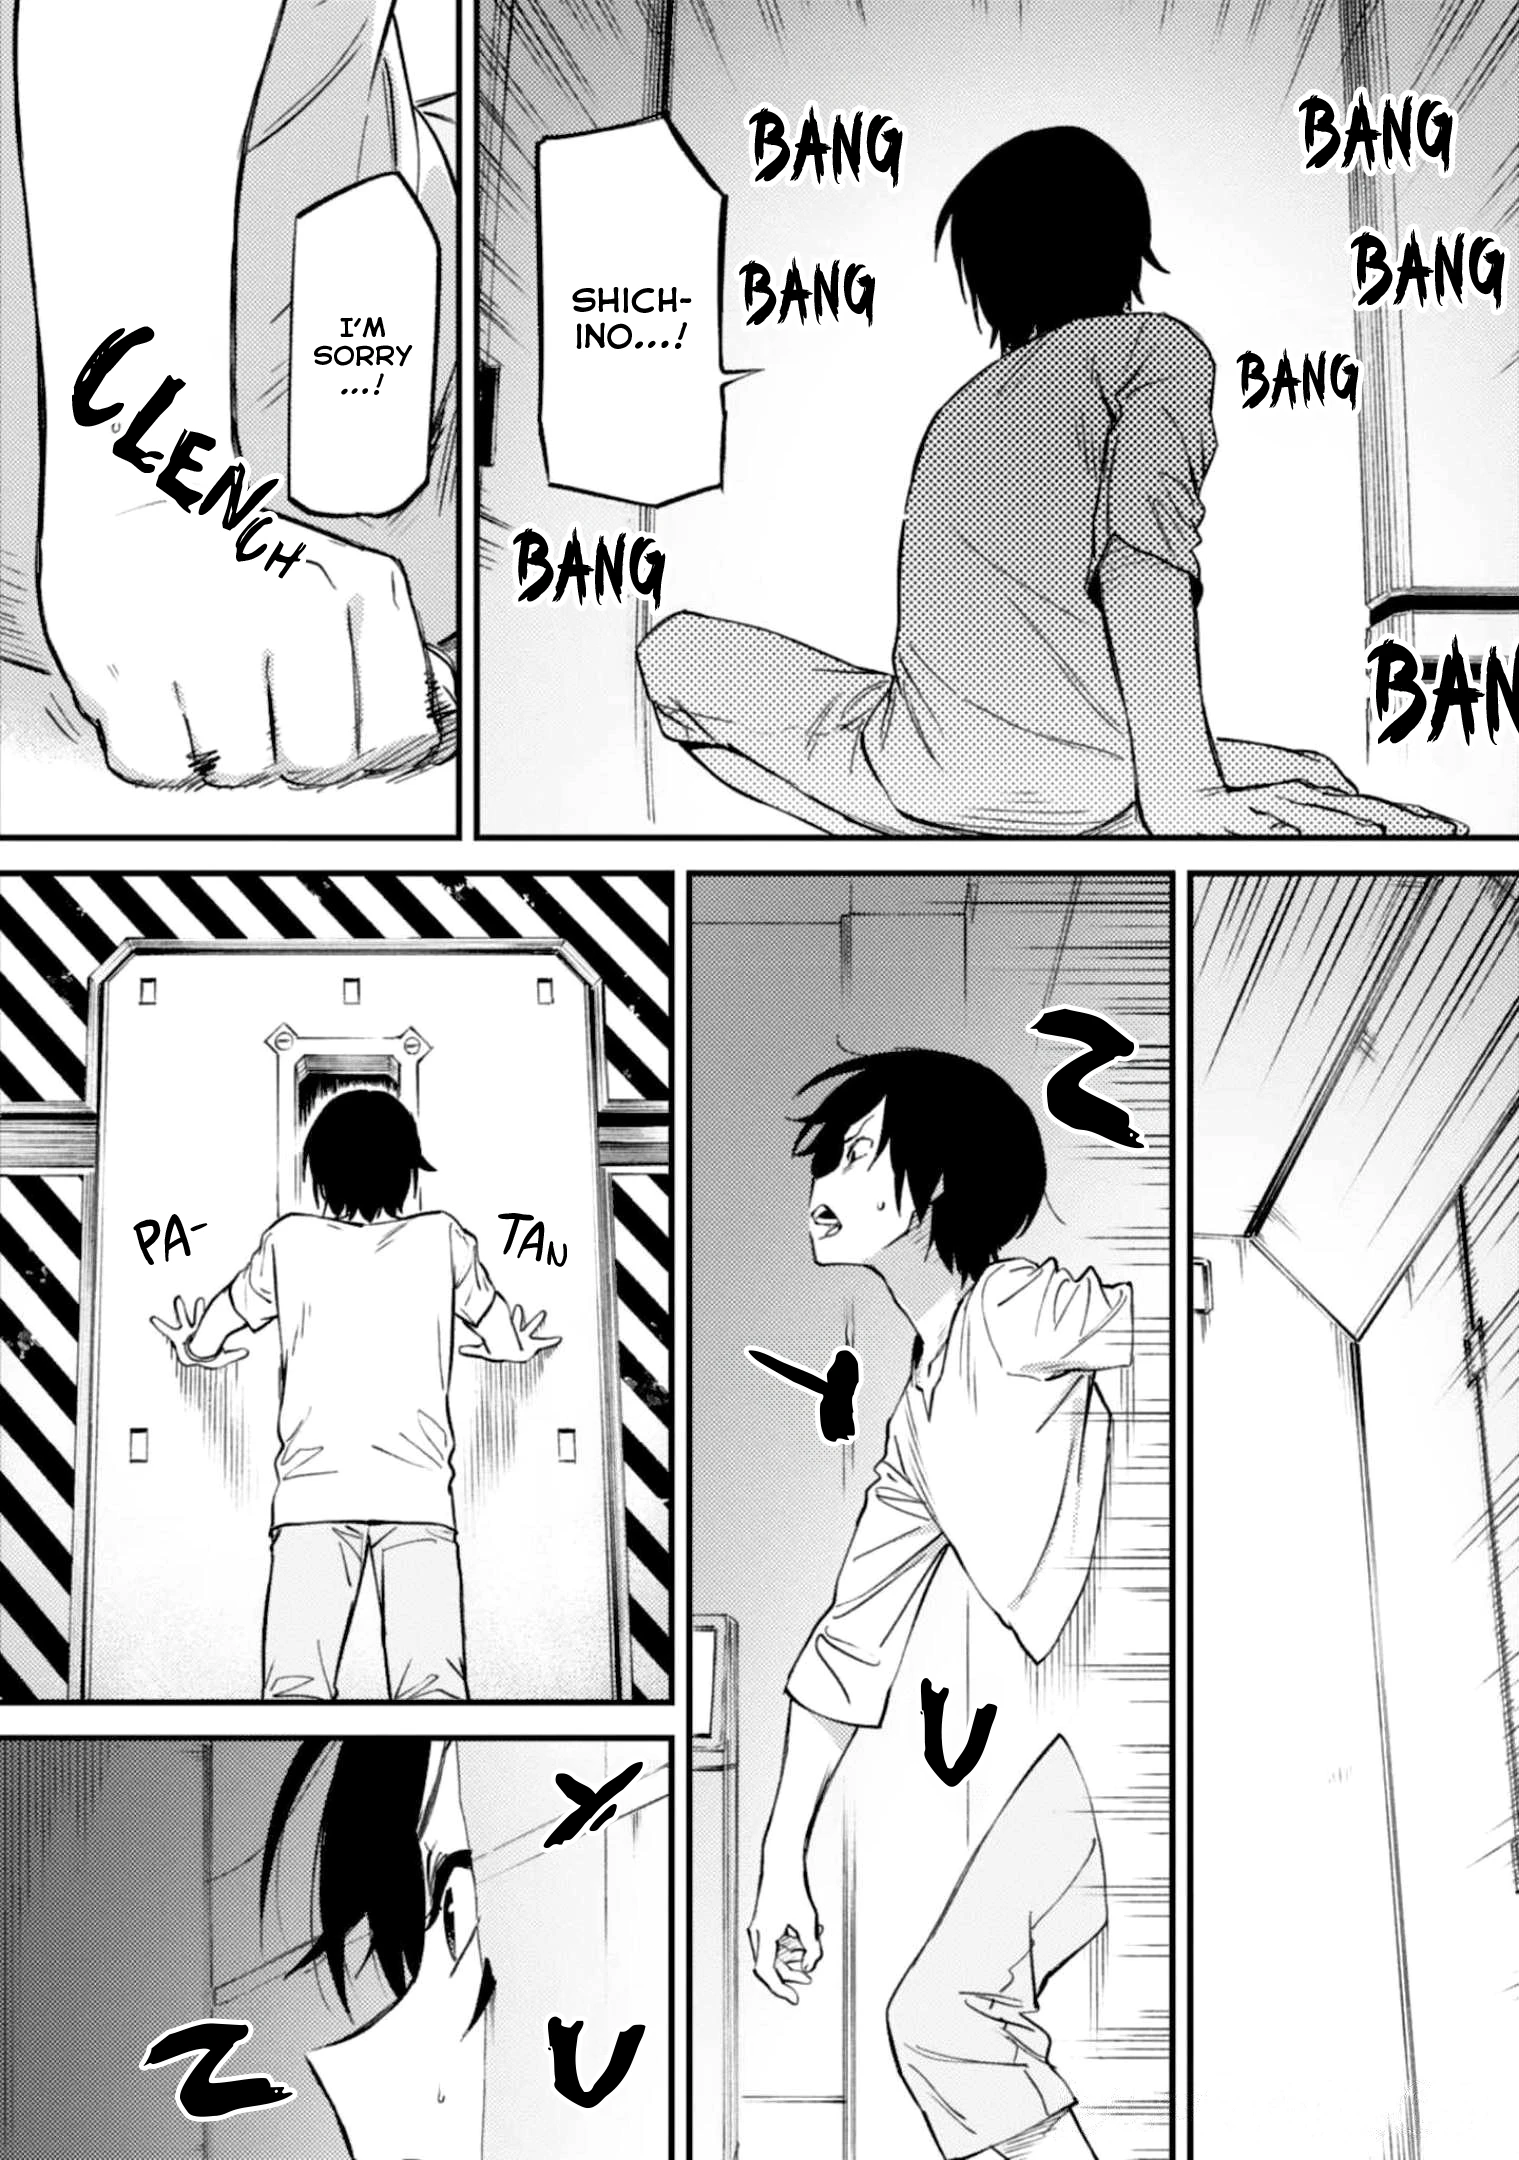 BANG
BANG
BANG
BANG
BANG
BANG
BANG
BAN
SHICH-
INO...!
I'M
SORRY
...!
CLENCH
Z
U
PA-
TAN
Z
U